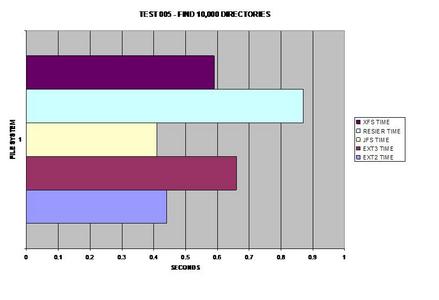 TEST 005 - FIND 10,000 DIRECTORIES
FILE SYSTEM
1
XFS TIME
RESIER TIME
JFS TIME
EXT3 TIME
EXT2 TIME
0 0.1 0.2 0.3 0.4 0.5 0.6 0.7 0.8 0.9 1
SECONDS